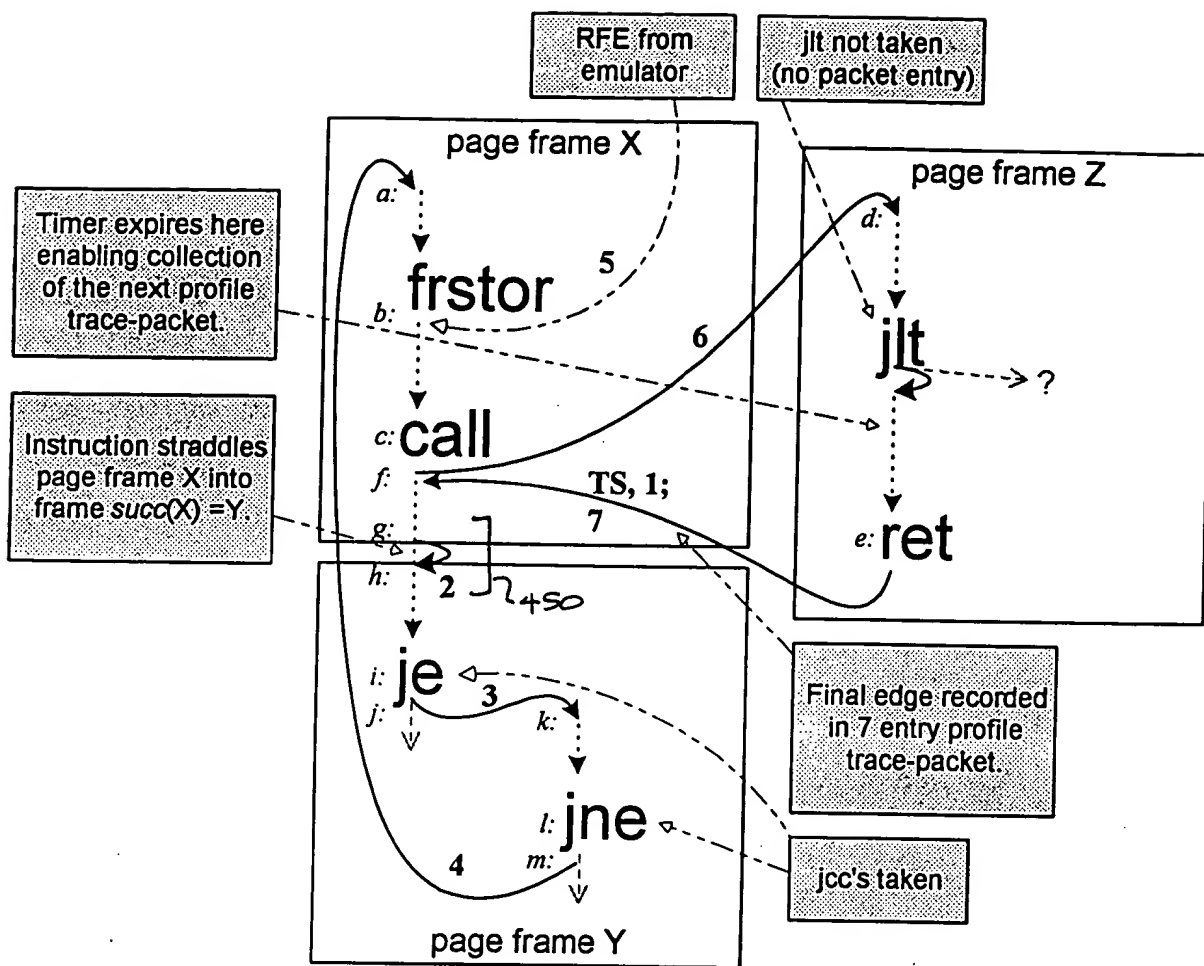 RFE from
emulator
jlt not taken
(no packet entry)
page frame X
page frame Z
a:
d:
Timer expires here
enabling collection
of the next profile
trace-packet.
frstor
5
b:
6
jlt
?
Instruction straddles
page frame X into
frame succ(X) =Y.
c: call
f:
TS, 1;
7
g:
e: ret
h:
2
450
i: je
3
j:
k:
Final edge recorded
in 7 entry profile
trace-packet.
l: jne
4
m:
jcc's taken
page frame Y